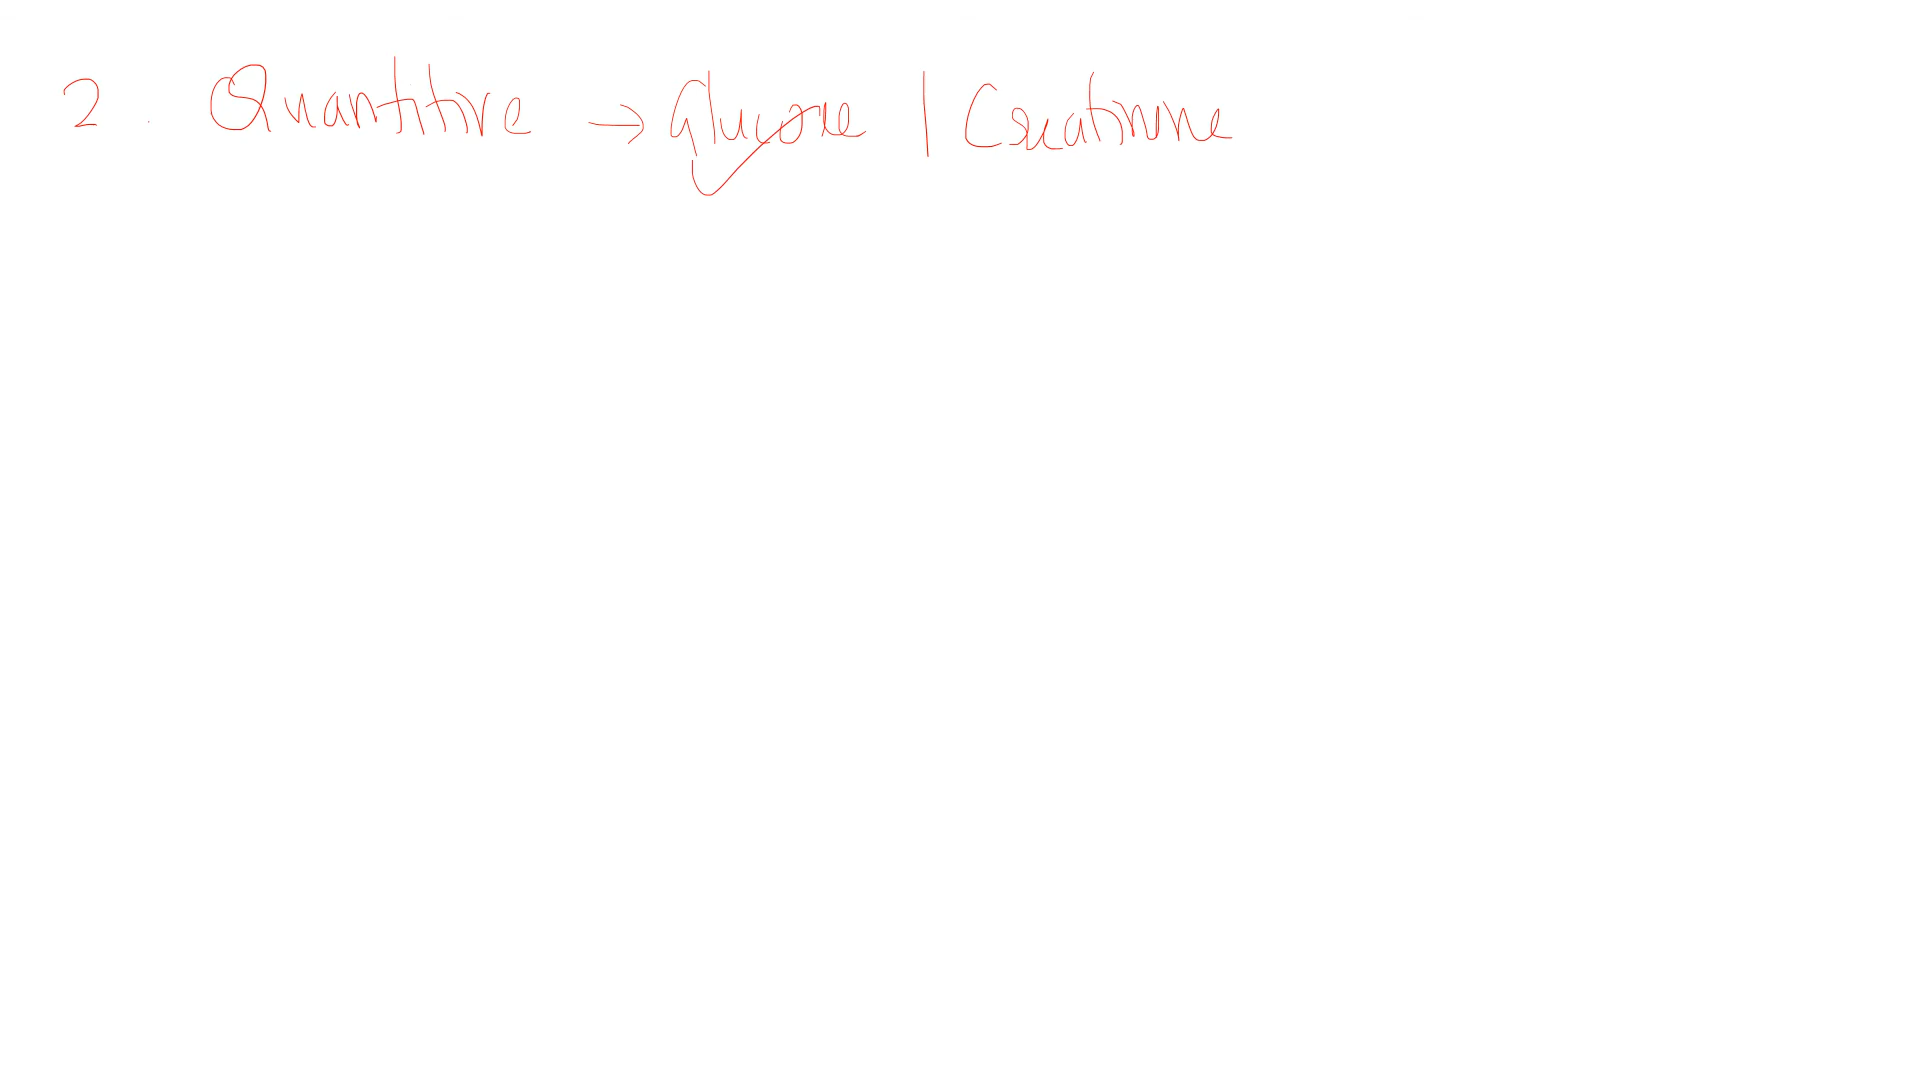 2. Quantitive → Glucose | Creatinine